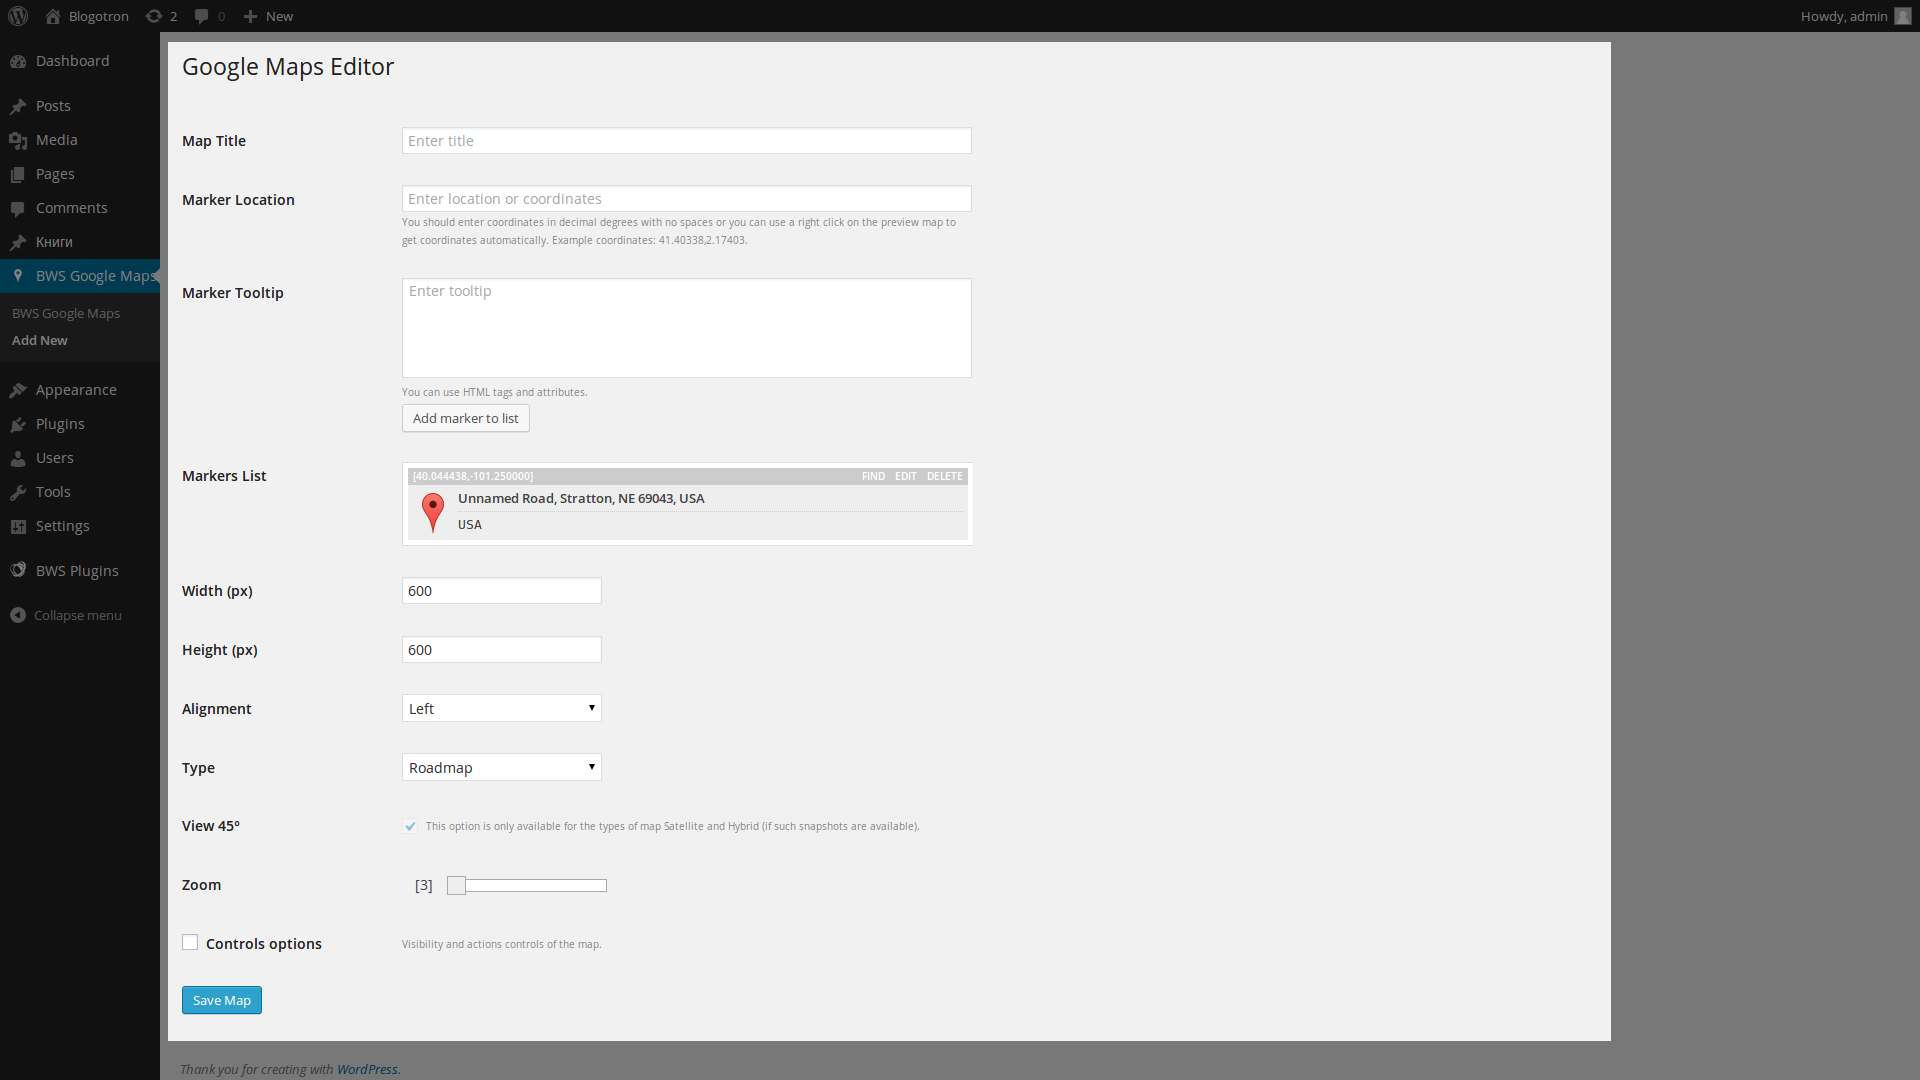 Blogotron
2
0
New
Howdy, admin
Dashboard
Posts
Media
Pages
Comments
Книги
BWS Google Maps
BWS Google Maps
Add New
Appearance
Plugins
Users
Tools
Settings
BWS Plugins
Collapse menu
Google Maps Editor
Map Title
Enter title
Marker Location
Enter location or coordinates
You should enter coordinates in decimal degrees with no spaces or you can use a right click on the preview map to
get coordinates automatically. Example coordinates: 41.40338,2.17403.
Marker Tooltip
Enter tooltip
You can use HTML tags and attributes.
Add marker to list
Markers List
[40.044438,-101.250000]
FIND EDIT DELETE
Unnamed Road, Stratton, NE 69043, USA
USA
Width (px)
600
Height (px)
600
Alignment
Left
Type
Roadmap
View 45°
This option is only available for the types of map Satellite and Hybrid (if such snapshots are available).
Zoom
[3]
Controls options
Visibility and actions controls of the map.
Save Map
Thank you for creating with WordPress.